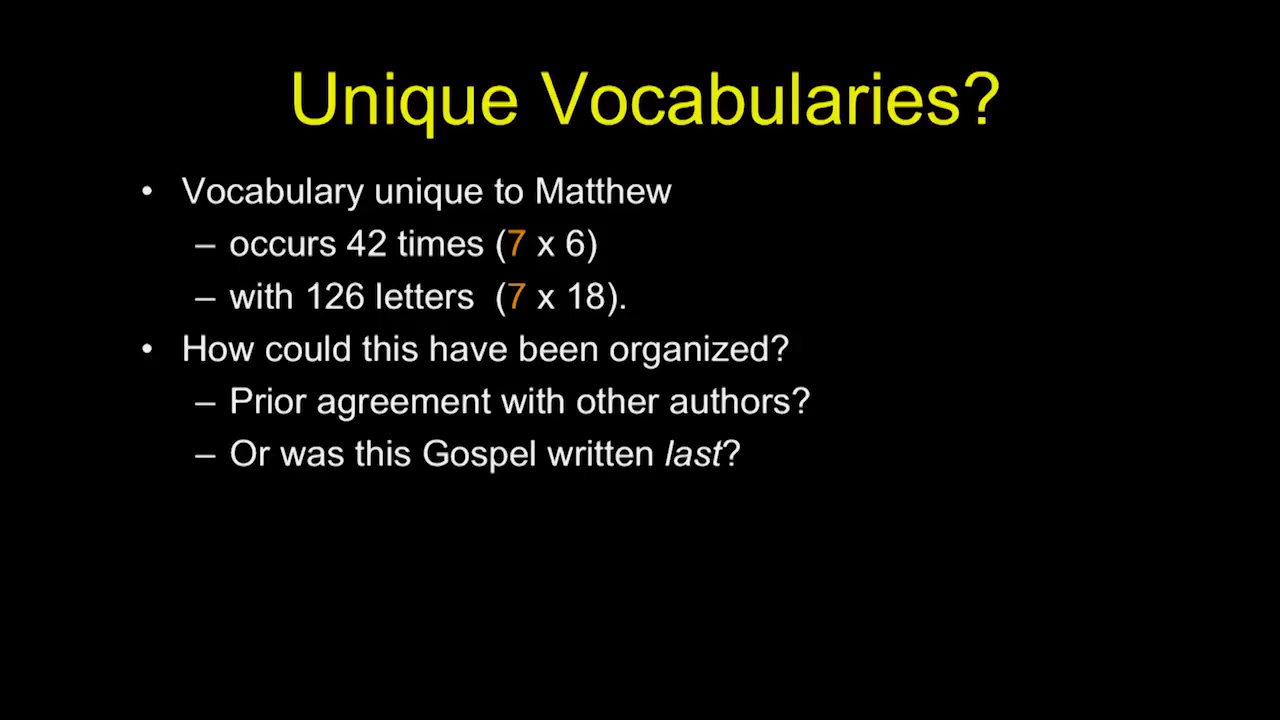 Unique Vocabularies?
• Vocabulary unique to Matthew
– occurs 42 times (7 x 6)
– with 126 letters  (7 x 18).
• How could this have been organized?
– Prior agreement with other authors?
– Or was this Gospel written last?